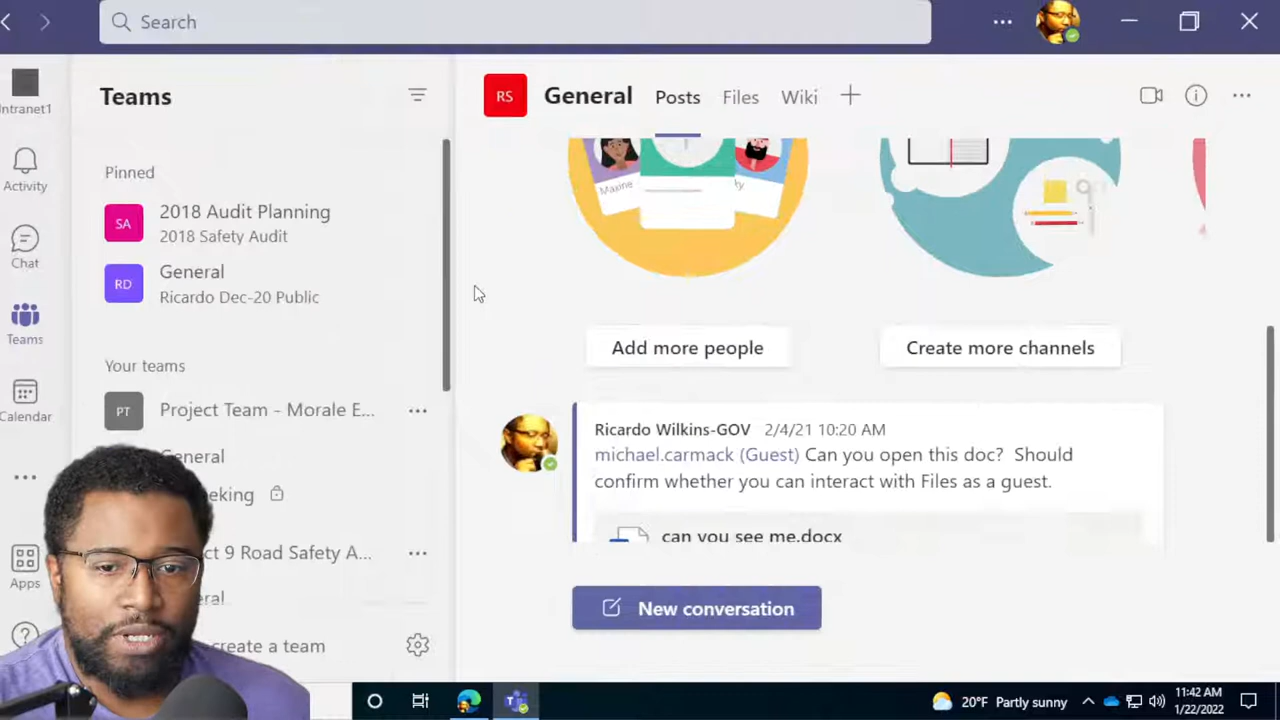 Search
Intranet1
Activity
Chat
Teams
Calendar
Apps
Teams
Pinned
SA
2018 Audit Planning
2018 Safety Audit
RD
General
Ricardo Dec-20 Public
Your teams
PT
Project Team - Morale E...
eneral
eeking
ct 9 Road Safety A...
eral
create a team
RS
General
Posts
Files
Wiki
Maxine
Add more people
Create more channels
Ricardo Wilkins-GOV 2/4/21 10:20 AM
michael.carmack (Guest) Can you open this doc? Should
confirm whether you can interact with Files as a guest.
can you see me.docx
New conversation
20°F Partly sunny
11:42 AM
1/22/2022